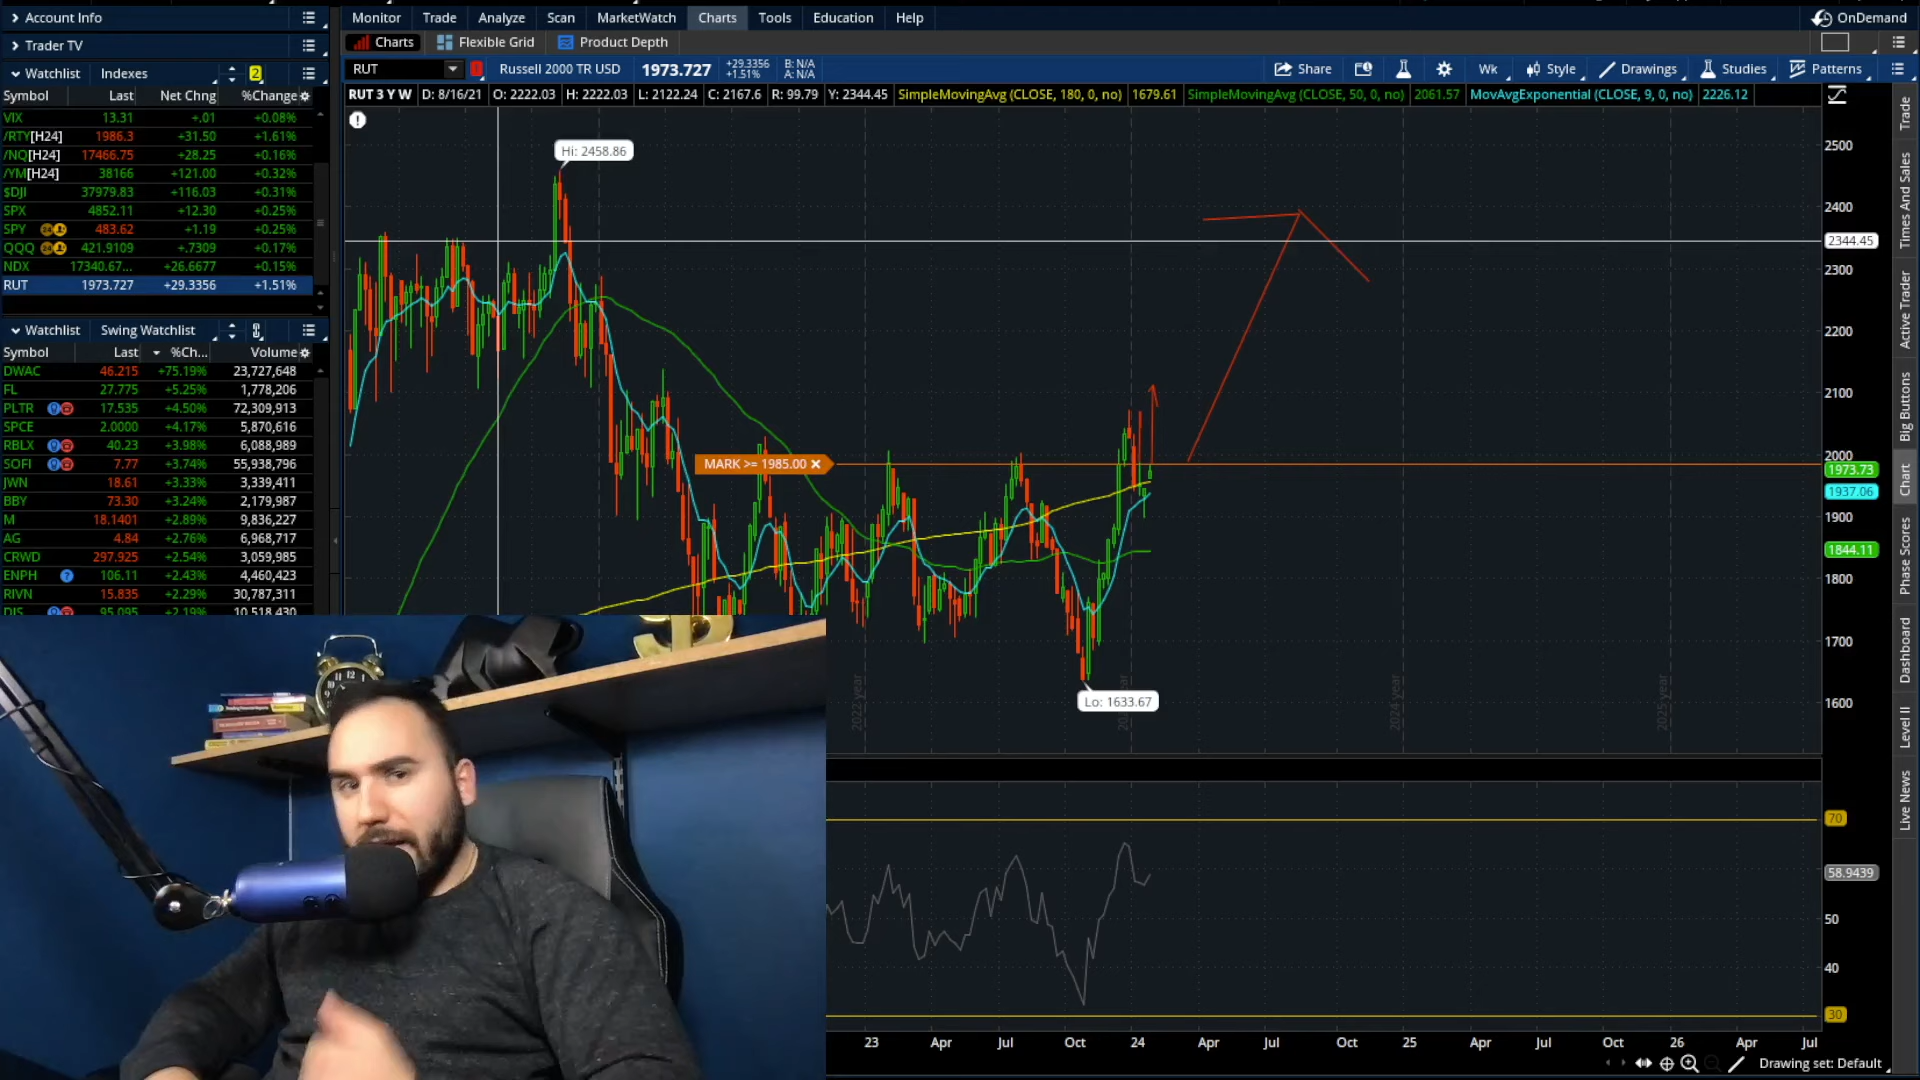 Account Info
Trader TV
Watchlist Indexes 2
Symbol Last Net Chng %Change
VIX 13.31 +.01 +0.08%
/RTY[H24] 1986.3 +31.50 +1.61%
/NQ[H24] 17466.75 +28.25 +0.16%
/YM[H24] 38166 +121.00 +0.32%
$DJI 37979.83 +116.03 +0.31%
SPX 4852.11 +12.30 +0.25%
SPY 483.62 +1.19 +0.25%
QQQ 421.9109 +.7309 +0.17%
NDX 17340.67... +26.6677 +0.15%
RUT 1973.727 +29.3356 +1.51%
Watchlist Swing Watchlist
Symbol Last %Ch... Volume
DWAC 46.215 +75.19% 23,727,648
FL 27.775 +5.25% 1,778,206
PLTR 17.535 +4.50% 72,309,913
SPCE 2.0000 +4.17% 5,870,616
RBLX 40.23 +3.98% 6,088,989
SOFI 7.77 +3.74% 55,938,796
JWN 18.61 +3.33% 3,339,411
BBY 73.30 +3.24% 2,179,987
M 18.1401 +2.89% 9,836,227
AG 4.84 +2.76% 6,968,717
CRWD 297.925 +2.54% 3,059,985
ENPH 106.11 +2.43% 4,460,423
RIVN 15.835 +2.29% 30,787,311
DIS 95.095 +2.19% 10,518,430
Monitor Trade Analyze Scan MarketWatch Charts Tools Education Help OnDemand
Charts Flexible Grid Product Depth
RUT Russell 2000 TR USD 1973.727 +29.3356 +1.51% B: N/A A: N/A Share Wk Style Drawings Studies Patterns
RUT 3 Y W D: 8/16/21 O: 2222.03 H: 2222.03 L: 2122.24 C: 2167.6 R: 99.79 Y: 2344.45 SimpleMovingAvg (CLOSE, 180, 0, no) 1679.61 SimpleMovingAvg (CLOSE, 50, 0, no) 2061.57 MovAvgExponential (CLOSE, 9, 0, no) 2226.12
Hi: 2458.86
MARK >= 1985.00
Lo: 1633.67
2500
2400
2344.45
2300
2200
2100
2000
1973.73
1937.06
1900
1844.11
1800
1700
1600
2022 year
2024 year
2025 year
70
58.9439
50
40
30
23 Apr Jul Oct 24 Apr Jul Oct 25 Apr Jul Oct 26 Apr Jul
Drawing set: Default
Trade
Times And Sales
Active Trader
Big Buttons
Chart
Phase Scores
Dashboard
Level II
Live News